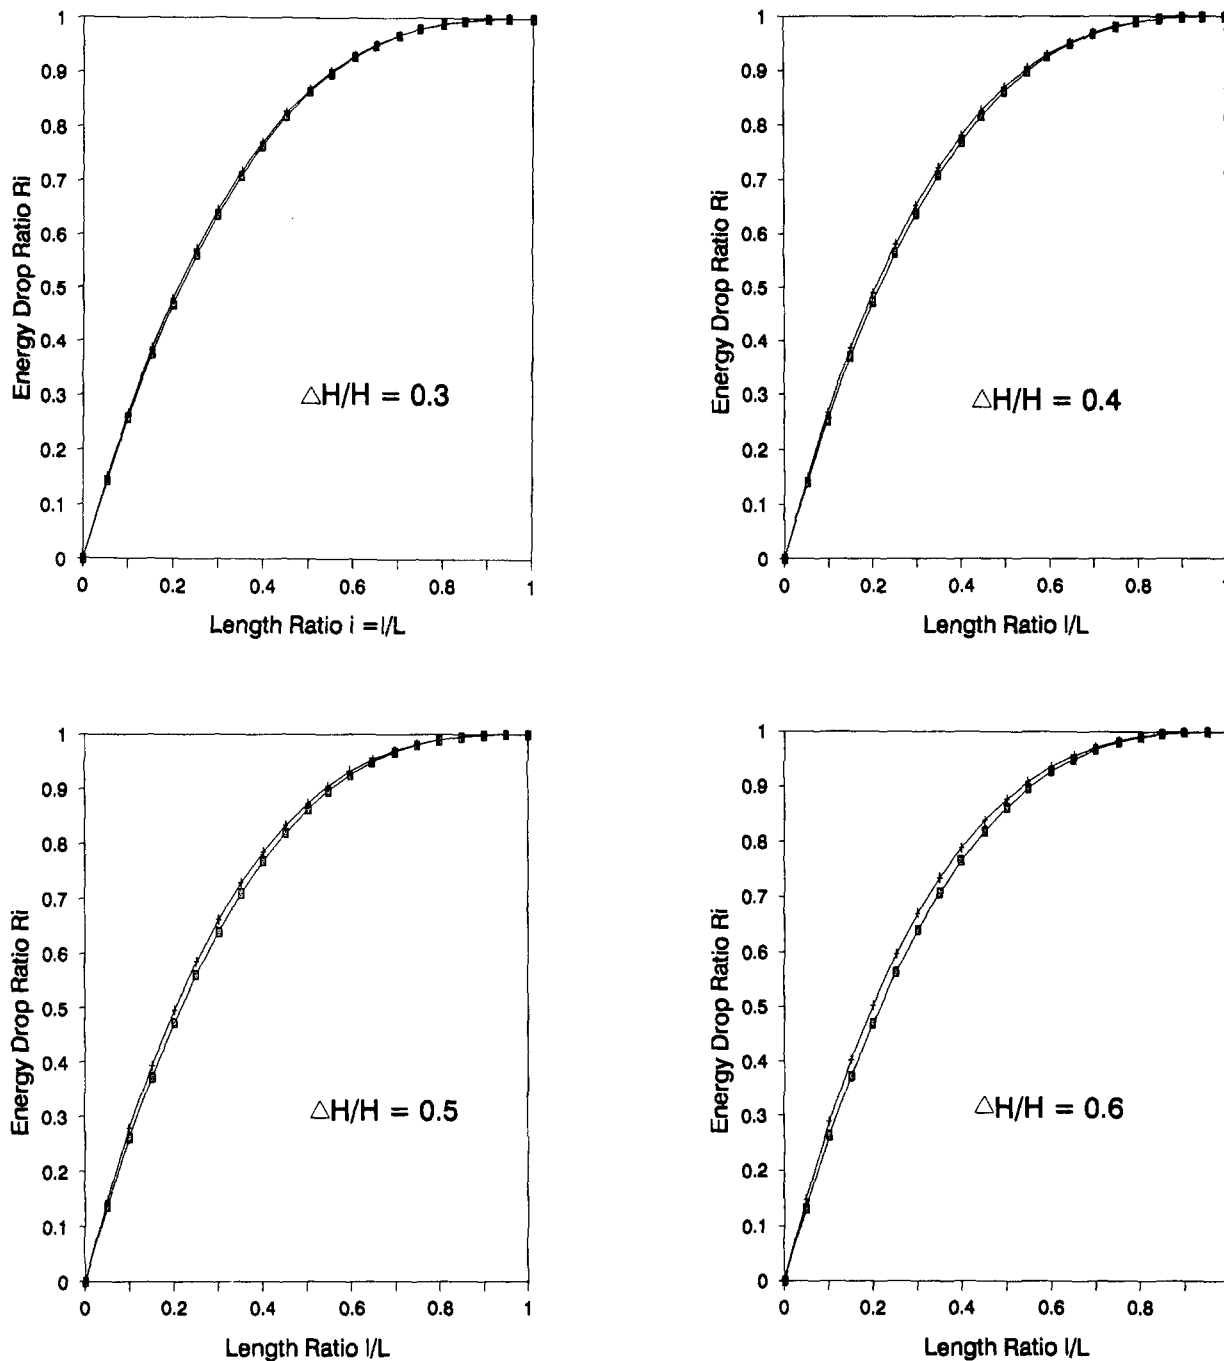 1
0.9
0.8
0.7
0.6
0.5
0.4
0.3
0.2
0.1
0
Energy Drop Ratio Ri
△H/H = 0.3
0 0.2 0.4 0.6 0.8 1
Length Ratio i = l/L
1
0.9
0.8
0.7
0.6
0.5
0.4
0.3
0.2
0.1
0
Energy Drop Ratio Ri
△H/H = 0.4
0 0.2 0.4 0.6 0.8 1
Length Ratio l/L
1
0.9
0.8
0.7
0.6
0.5
0.4
0.3
0.2
0.1
0
Energy Drop Ratio Ri
△H/H = 0.5
0 0.2 0.4 0.6 0.8 1
Length Ratio l/L
1
0.9
0.8
0.7
0.6
0.5
0.4
0.3
0.2
0.1
0
Energy Drop Ratio Ri
△H/H = 0.6
0 0.2 0.4 0.6 0.8
Length Ratio l/L